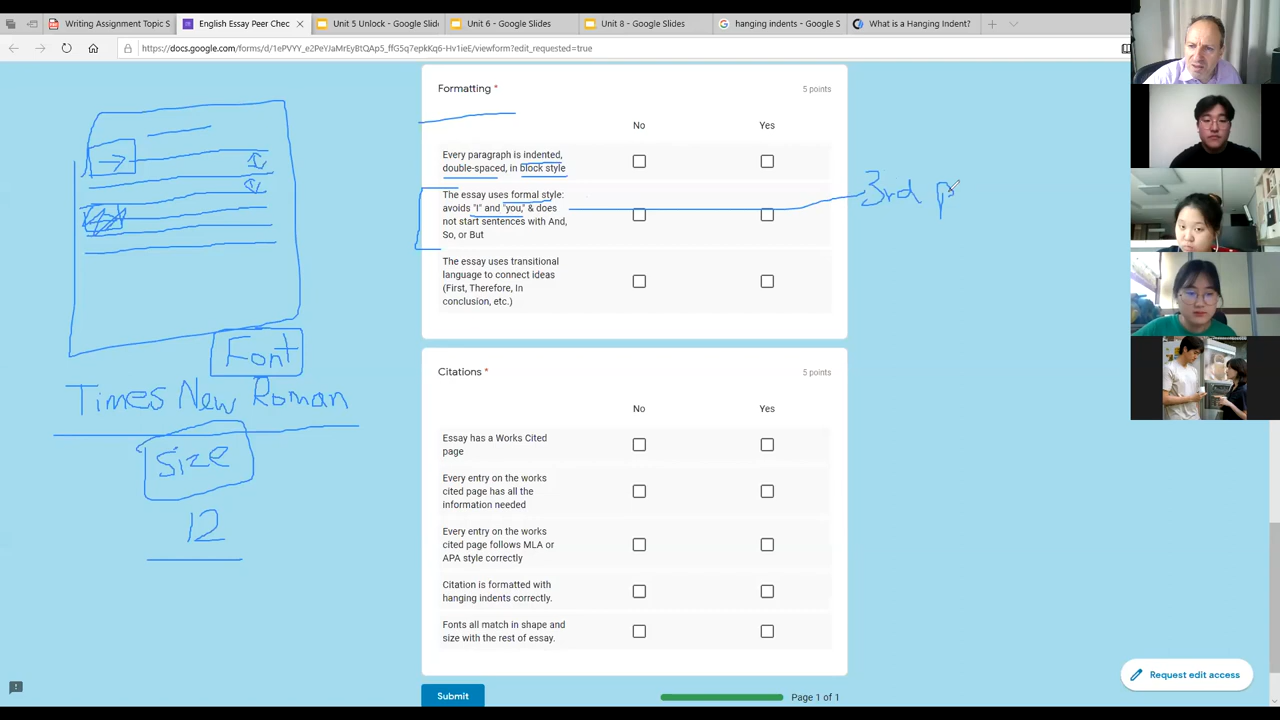 Writing Assignment Topic S
English Essay Peer Chec
Unit 5 Unlock - Google Slide
Unit 6 - Google Slides
Unit 8 - Google Slides
hanging indents - Google S
What is a Hanging Indent?
https://docs.google.com/forms/d/1ePVYY_e2PeYJaMrEyBtQAp5_ffG5q7epkKq6-Hv1ieE/viewform?edit_requested=true
Formatting *
5 points
No
Yes
Every paragraph is indented,
double-spaced, in block style
The essay uses formal style:
avoids "I" and "you," & does
not start sentences with And,
So, or But
The essay uses transitional
language to connect ideas
(First, Therefore, In
conclusion, etc.)
3rd p
Font
Times New Roman
Size
12
Citations *
5 points
No
Yes
Essay has a Works Cited
page
Every entry on the works
cited page has all the
information needed
Every entry on the works
cited page follows MLA or
APA style correctly
Citation is formatted with
hanging indents correctly.
Fonts all match in shape and
size with the rest of essay.
Submit
Page 1 of 1
Request edit access